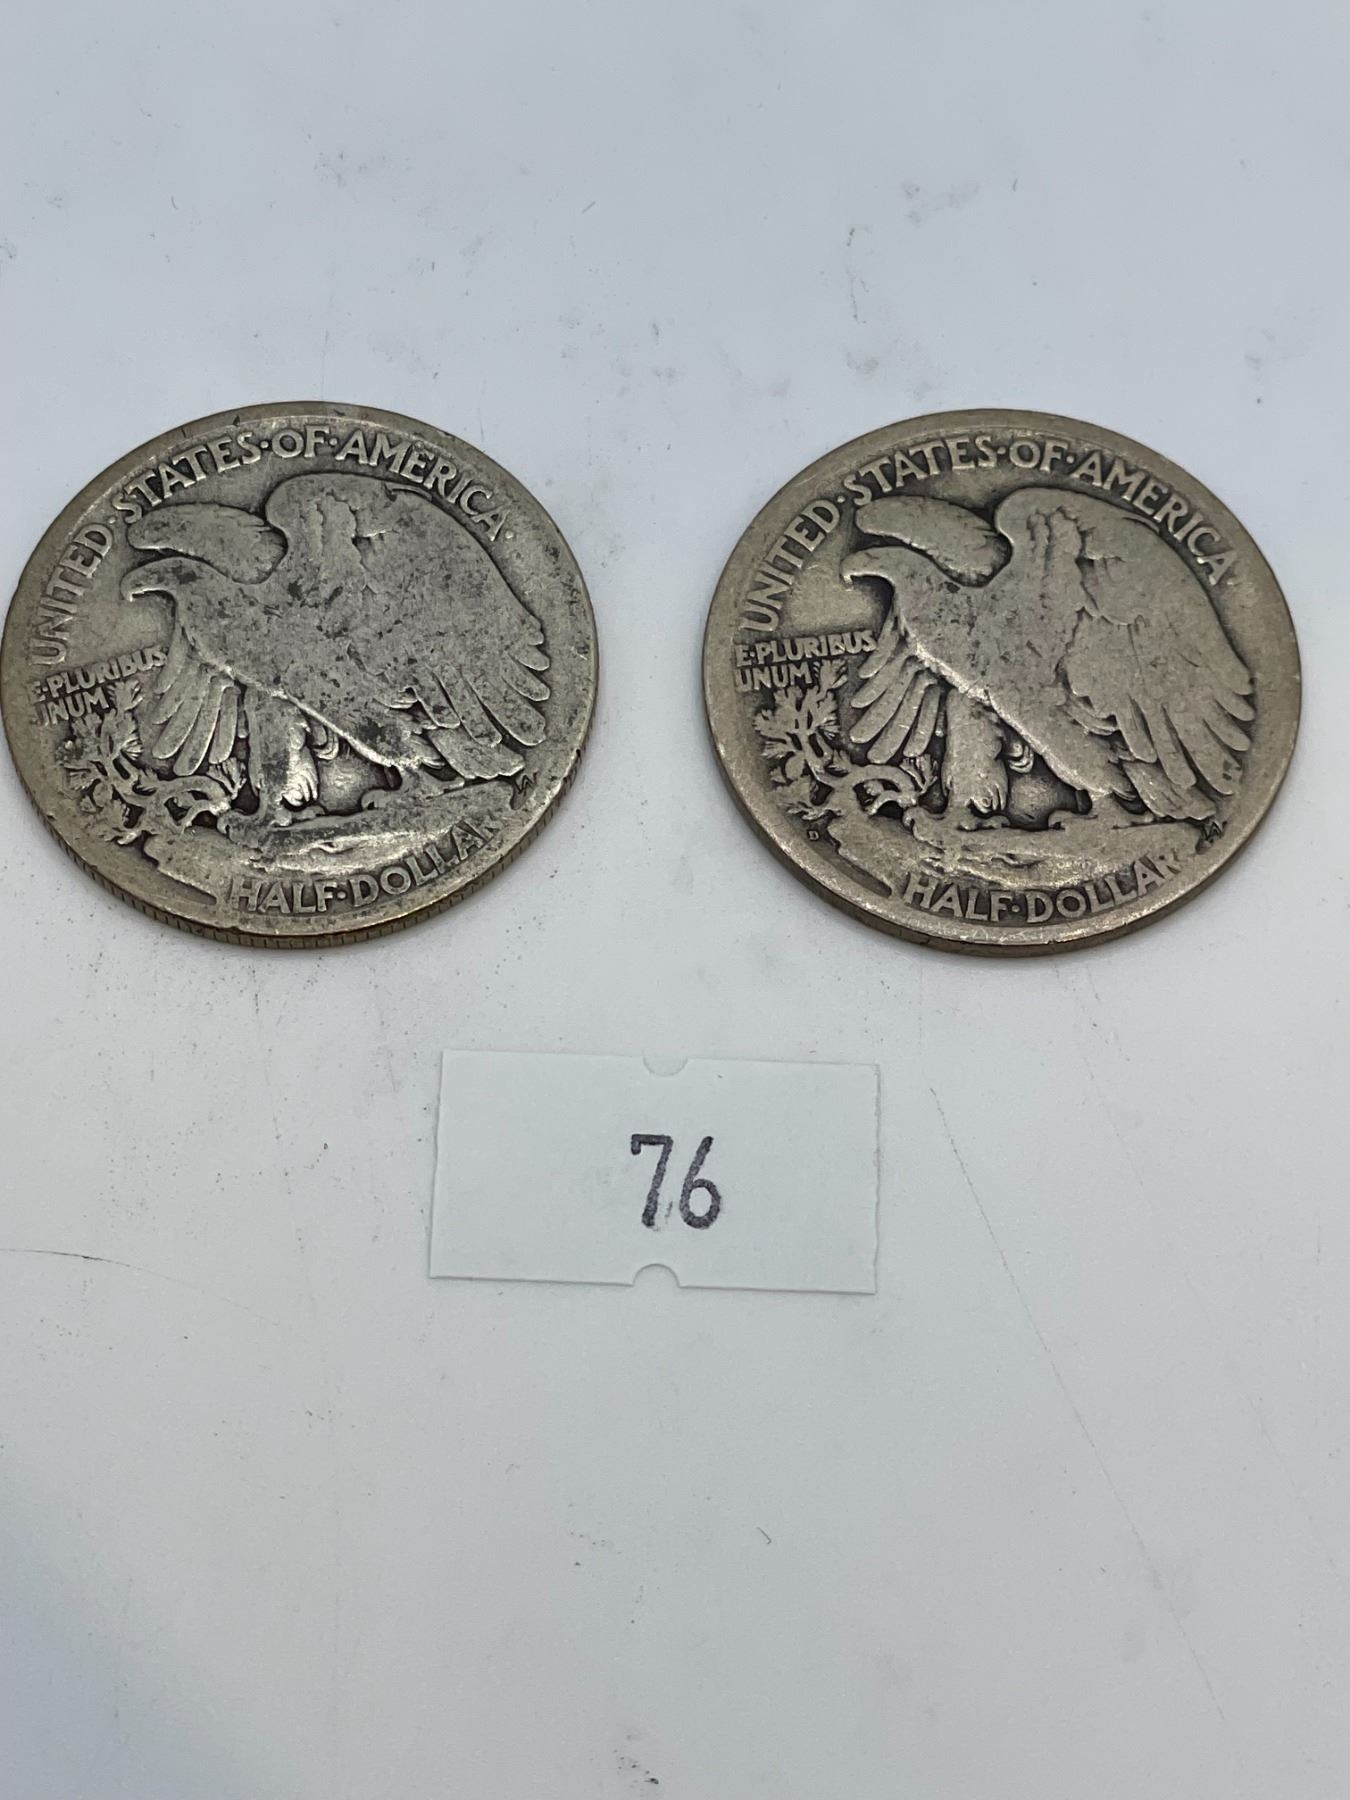 UNITED·STATES·OF·AMERICA·
E·PLURIBUS
UNUM
HALF·DOLLAR
UNITED·STATES·OF·AMERICA·
E·PLURIBUS
UNUM
D
HALF·DOLLAR
76